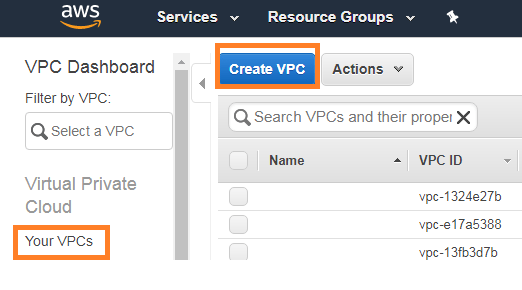 aws
Services
Resource Groups
VPC Dashboard
Filter by VPC:
Select a VPC
Virtual Private
Cloud
Your VPCs
Create VPC
Actions
Search VPCs and their proper
Name
VPC ID
vpc-1324e27b
vpc-e17a5388
vpc-13fb3d7b